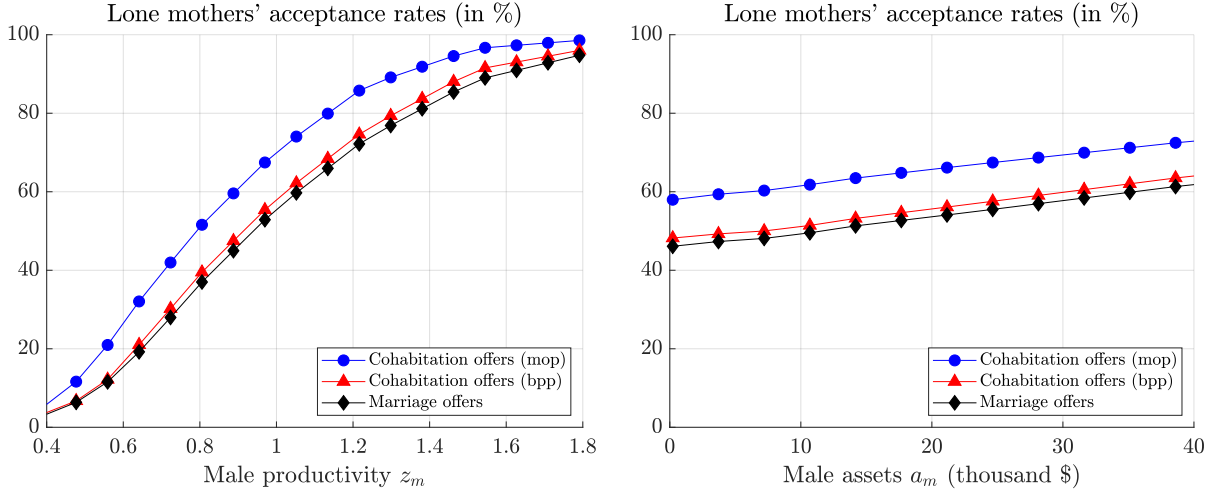 Lone mothers' acceptance rates (in %)
100
80
60
40
20
0
0.4 0.6 0.8 1 1.2 1.4 1.6 1.8
Male productivity zm
Cohabitation offers (mop)
Cohabitation offers (bpp)
Marriage offers
Lone mothers' acceptance rates (in %)
100
80
60
40
20
0
0 10 20 30 40
Male assets am (thousand $)
Cohabitation offers (mop)
Cohabitation offers (bpp)
Marriage offers